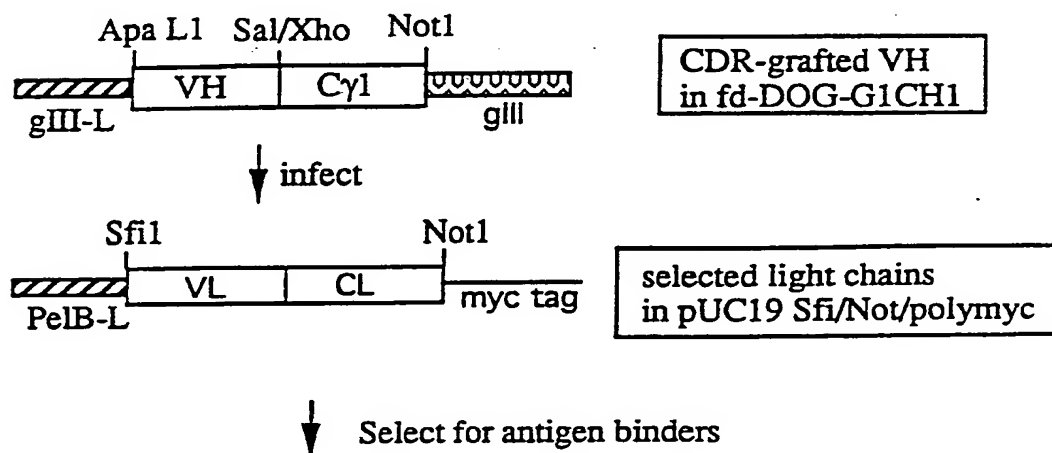 Apa L1 Sal/Xho Not1
VH Cγ1
gIII-L gIII
CDR-grafted VH
in fd-DOG-G1CH1
infect
Sfi1 Not1
VL CL
PelB-L myc tag
selected light chains
in pUC19 Sfi/Not/polymyc
Select for antigen binders